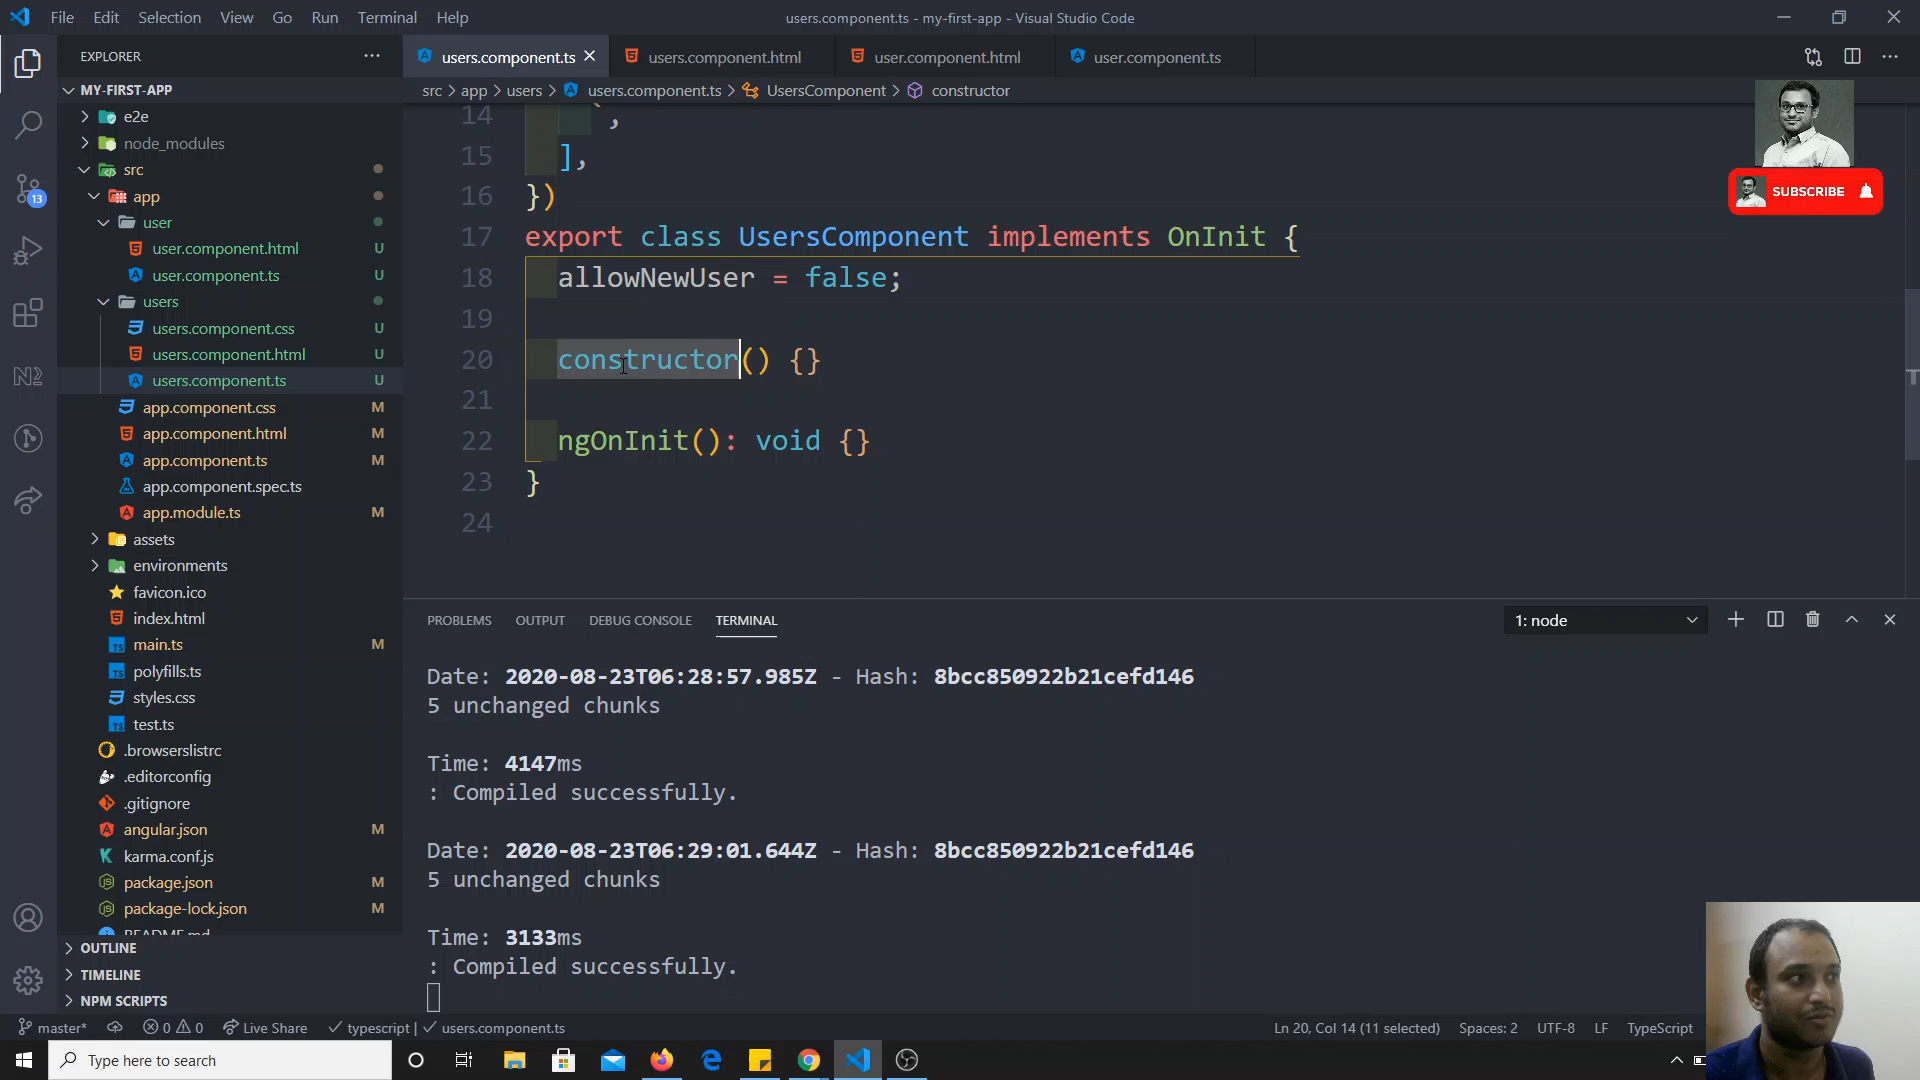 File Edit Selection View Go Run Terminal Help
users.component.ts - my-first-app - Visual Studio Code
EXPLORER
users.component.ts
users.component.html
user.component.html
user.component.ts
MY-FIRST-APP
src > app > users > users.component.ts > UsersComponent > constructor
e2e
node_modules
src
app
user
user.component.html U
user.component.ts U
users
users.component.css U
users.component.html U
users.component.ts U
app.component.css M
app.component.html M
app.component.ts M
app.component.spec.ts
app.module.ts M
assets
environments
favicon.ico
index.html
main.ts M
polyfills.ts
styles.css
test.ts
.browserslistrc
.editorconfig
.gitignore
angular.json M
karma.conf.js
package.json M
package-lock.json M
README.md
OUTLINE
TIMELINE
NPM SCRIPTS
13
14 `,
15 ],
16 })
17 export class UsersComponent implements OnInit {
18 allowNewUser = false;
19
20 constructor() {}
21
22 ngOnInit(): void {}
23 }
24
SUBSCRIBE
PROBLEMS OUTPUT DEBUG CONSOLE TERMINAL
1: node
Date: 2020-08-23T06:28:57.985Z - Hash: 8bcc850922b21cefd146
5 unchanged chunks
Time: 4147ms
: Compiled successfully.
Date: 2020-08-23T06:29:01.644Z - Hash: 8bcc850922b21cefd146
5 unchanged chunks
Time: 3133ms
: Compiled successfully.
master* 0 0 Live Share typescript | users.component.ts
Ln 20, Col 14 (11 selected) Spaces: 2 UTF-8 LF TypeScript
Type here to search